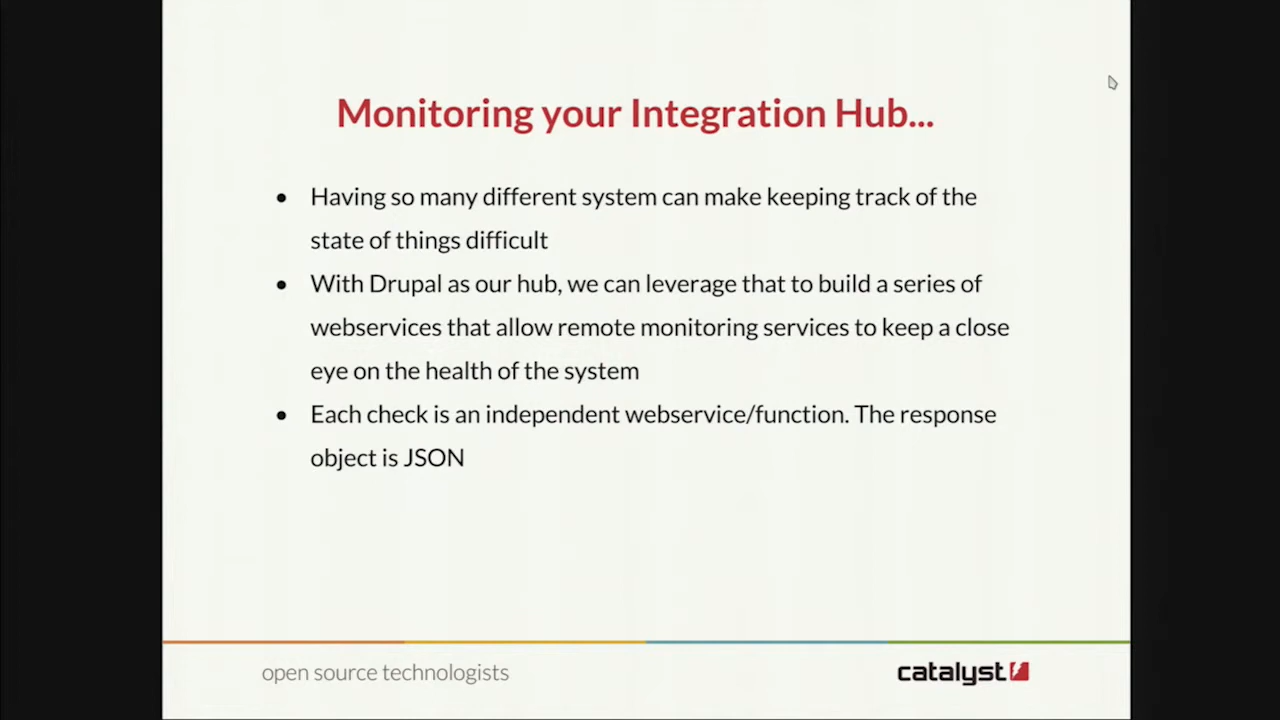 Monitoring your Integration Hub...
• Having so many different system can make keeping track of the
state of things difficult
• With Drupal as our hub, we can leverage that to build a series of
webservices that allow remote monitoring services to keep a close
eye on the health of the system
• Each check is an independent webservice/function. The response
object is JSON
open source technologists
catalyst